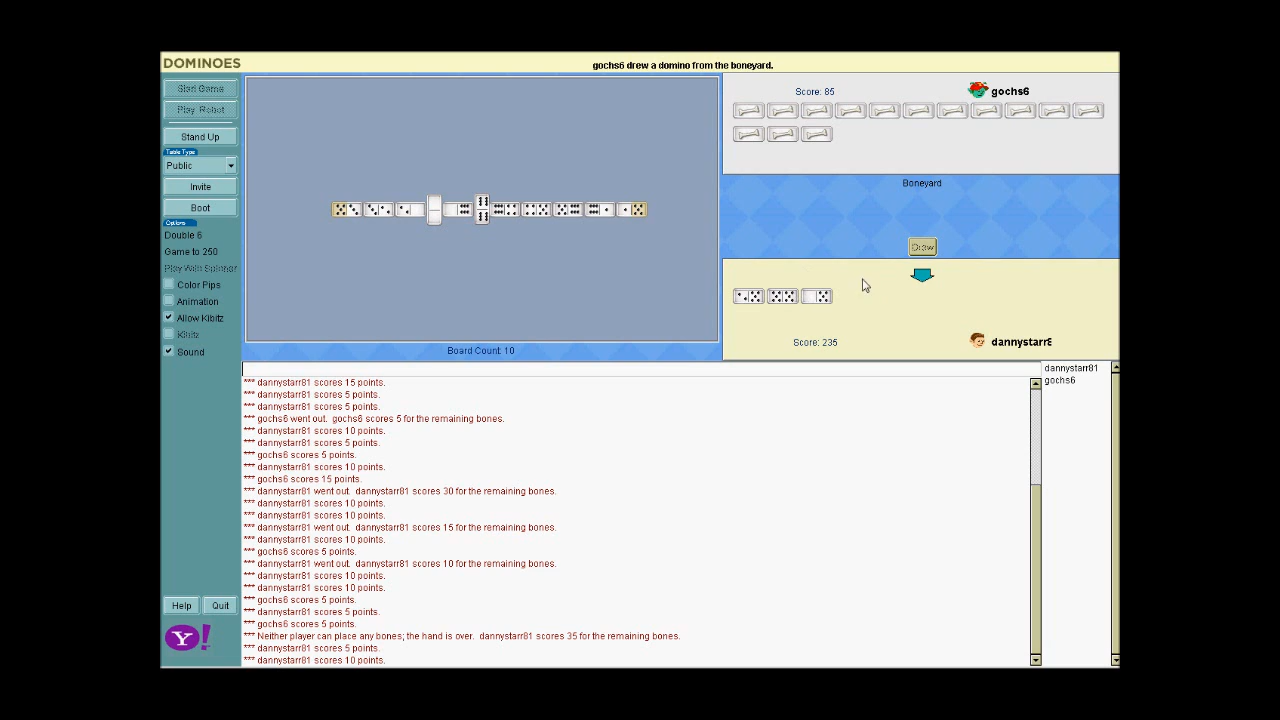 DOMINOES
gochs6 drew a domino from the boneyard.
Start Game
Play Robot
Stand Up
Table Type
Public
Invite
Boot
Options
Double 6
Game to 250
Play With Spinner
Color Pips
Animation
Allow Kibitz
Kibitz
Sound
Help
Quit
Y!
Board Count: 10
Score: 85
gochs6
Boneyard
Draw
Score: 235
dannystarr8
*** dannystarr81 scores 15 points.
*** dannystarr81 scores 5 points.
*** dannystarr81 scores 5 points.
*** gochs6 went out. gochs6 scores 5 for the remaining bones.
*** dannystarr81 scores 10 points.
*** dannystarr81 scores 5 points.
*** gochs6 scores 5 points.
*** dannystarr81 scores 10 points.
*** gochs6 scores 15 points.
*** dannystarr81 went out. dannystarr81 scores 30 for the remaining bones.
*** dannystarr81 scores 10 points.
*** dannystarr81 scores 10 points.
*** dannystarr81 went out. dannystarr81 scores 15 for the remaining bones.
*** dannystarr81 scores 10 points.
*** gochs6 scores 5 points.
*** dannystarr81 went out. dannystarr81 scores 10 for the remaining bones.
*** dannystarr81 scores 10 points.
*** dannystarr81 scores 10 points.
*** gochs6 scores 5 points.
*** dannystarr81 scores 5 points.
*** gochs6 scores 5 points.
*** Neither player can place any bones; the hand is over. dannystarr81 scores 35 for the remaining bones.
*** dannystarr81 scores 5 points.
*** dannystarr81 scores 10 points.
dannystarr81
gochs6